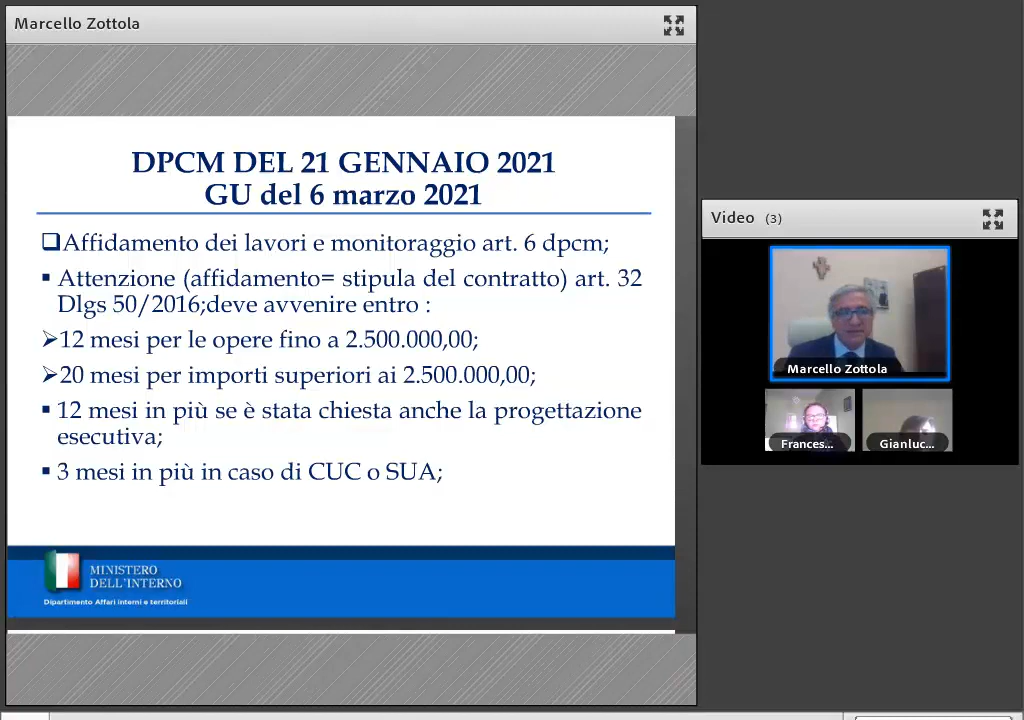 Marcello Zottola
DPCM DEL 21 GENNAIO 2021
GU del 6 marzo 2021
❑Affidamento dei lavori e monitoraggio art. 6 dpcm;
▪ Attenzione (affidamento= stipula del contratto) art. 32
Dlgs 50/2016;deve avvenire entro :
➢12 mesi per le opere fino a 2.500.000,00;
➢20 mesi per importi superiori ai 2.500.000,00;
▪ 12 mesi in più se è stata chiesta anche la progettazione
esecutiva;
▪ 3 mesi in più in caso di CUC o SUA;
MINISTERO
DELL'INTERNO
Dipartimento Affari interni e territoriali
Video (3)
Marcello Zottola
Frances...
Gianluc...